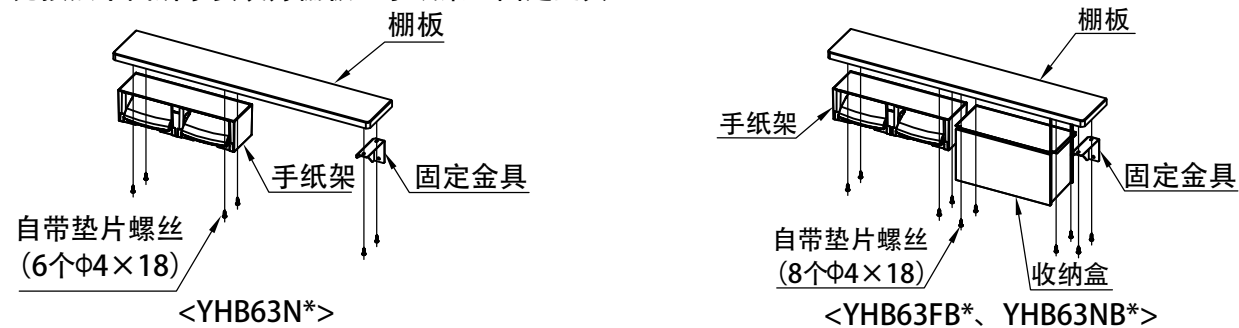 棚板
手纸架
固定金具
自带垫片螺丝
(6个Φ4×18)
<YHB63N*>
棚板
手纸架
固定金具
自带垫片螺丝
(8个Φ4×18)
收纳盒
<YHB63FB*、YHB63NB*>